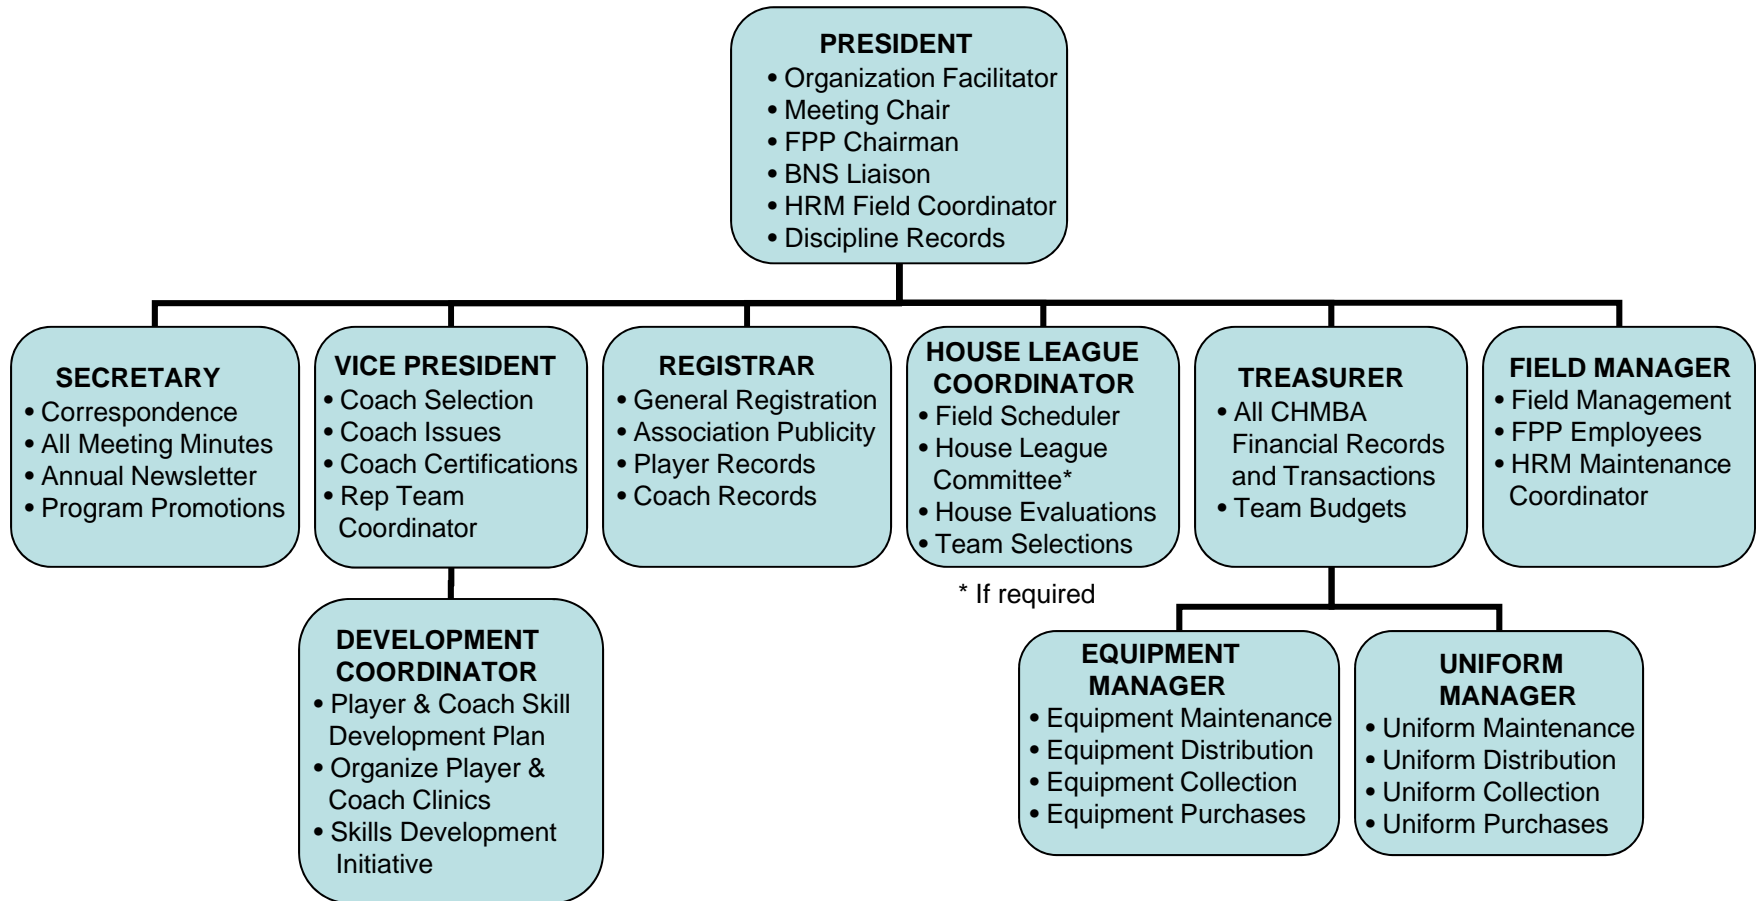 PRESIDENT
• Organization Facilitator
• Meeting Chair
• FPP Chairman
• BNS Liaison
• HRM Field Coordinator
• Discipline Records
SECRETARY
• Correspondence
• All Meeting Minutes
• Annual Newsletter
• Program Promotions
VICE PRESIDENT
• Coach Selection
• Coach Issues
• Coach Certifications
• Rep Team
Coordinator
REGISTRAR
• General Registration
• Association Publicity
• Player Records
• Coach Records
HOUSE LEAGUE
COORDINATOR
• Field Scheduler
• House League
Committee*
• House Evaluations
• Team Selections
* If required
TREASURER
• All CHMBA
Financial Records
and Transactions
• Team Budgets
FIELD MANAGER
• Field Management
• FPP Employees
• HRM Maintenance
Coordinator
DEVELOPMENT
COORDINATOR
• Player & Coach Skill
Development Plan
• Organize Player &
Coach Clinics
• Skills Development
Initiative
EQUIPMENT
MANAGER
• Equipment Maintenance
• Equipment Distribution
• Equipment Collection
• Equipment Purchases
UNIFORM
MANAGER
• Uniform Maintenance
• Uniform Distribution
• Uniform Collection
• Uniform Purchases